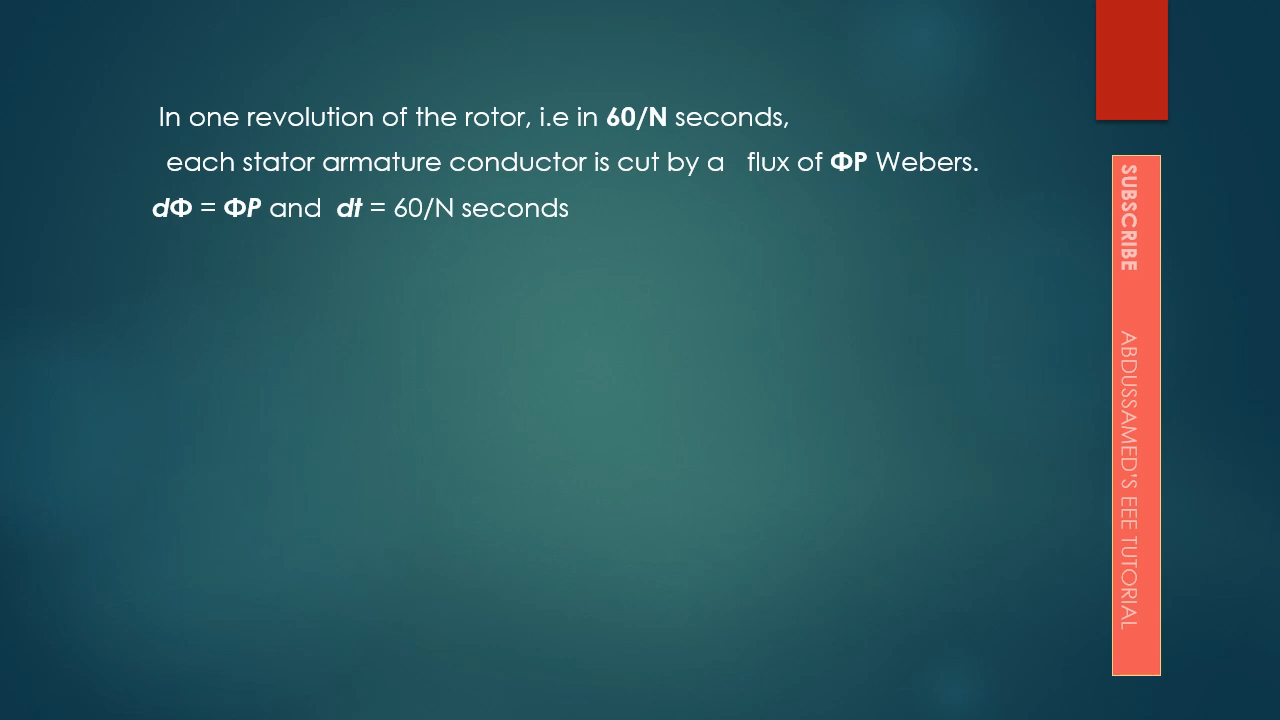 In one revolution of the rotor, i.e in 60/N seconds,
each stator armature conductor is cut by a flux of ΦP Webers.
dΦ = ΦP and dt = 60/N seconds
SUBSCRIBE ABDUSSAMED'S EEE TUTORIAL